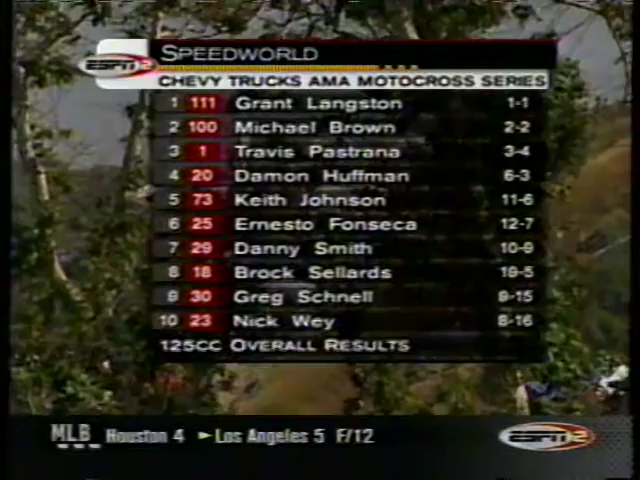 ESPN2 SPEEDWORLD
CHEVY TRUCKS AMA MOTOCROSS SERIES
1 111 Grant Langston 1-1
2 100 Michael Brown 2-2
3 1 Travis Pastrana 3-4
4 20 Damon Huffman 6-3
5 73 Keith Johnson 11-6
6 25 Ernesto Fonseca 12-7
7 29 Danny Smith 10-9
8 18 Brock Sellards 19-5
9 30 Greg Schnell 9-15
10 23 Nick Wey 8-16
125CC OVERALL RESULTS
MLB Houston 4 ►Los Angeles 5 F/12 ESPN2